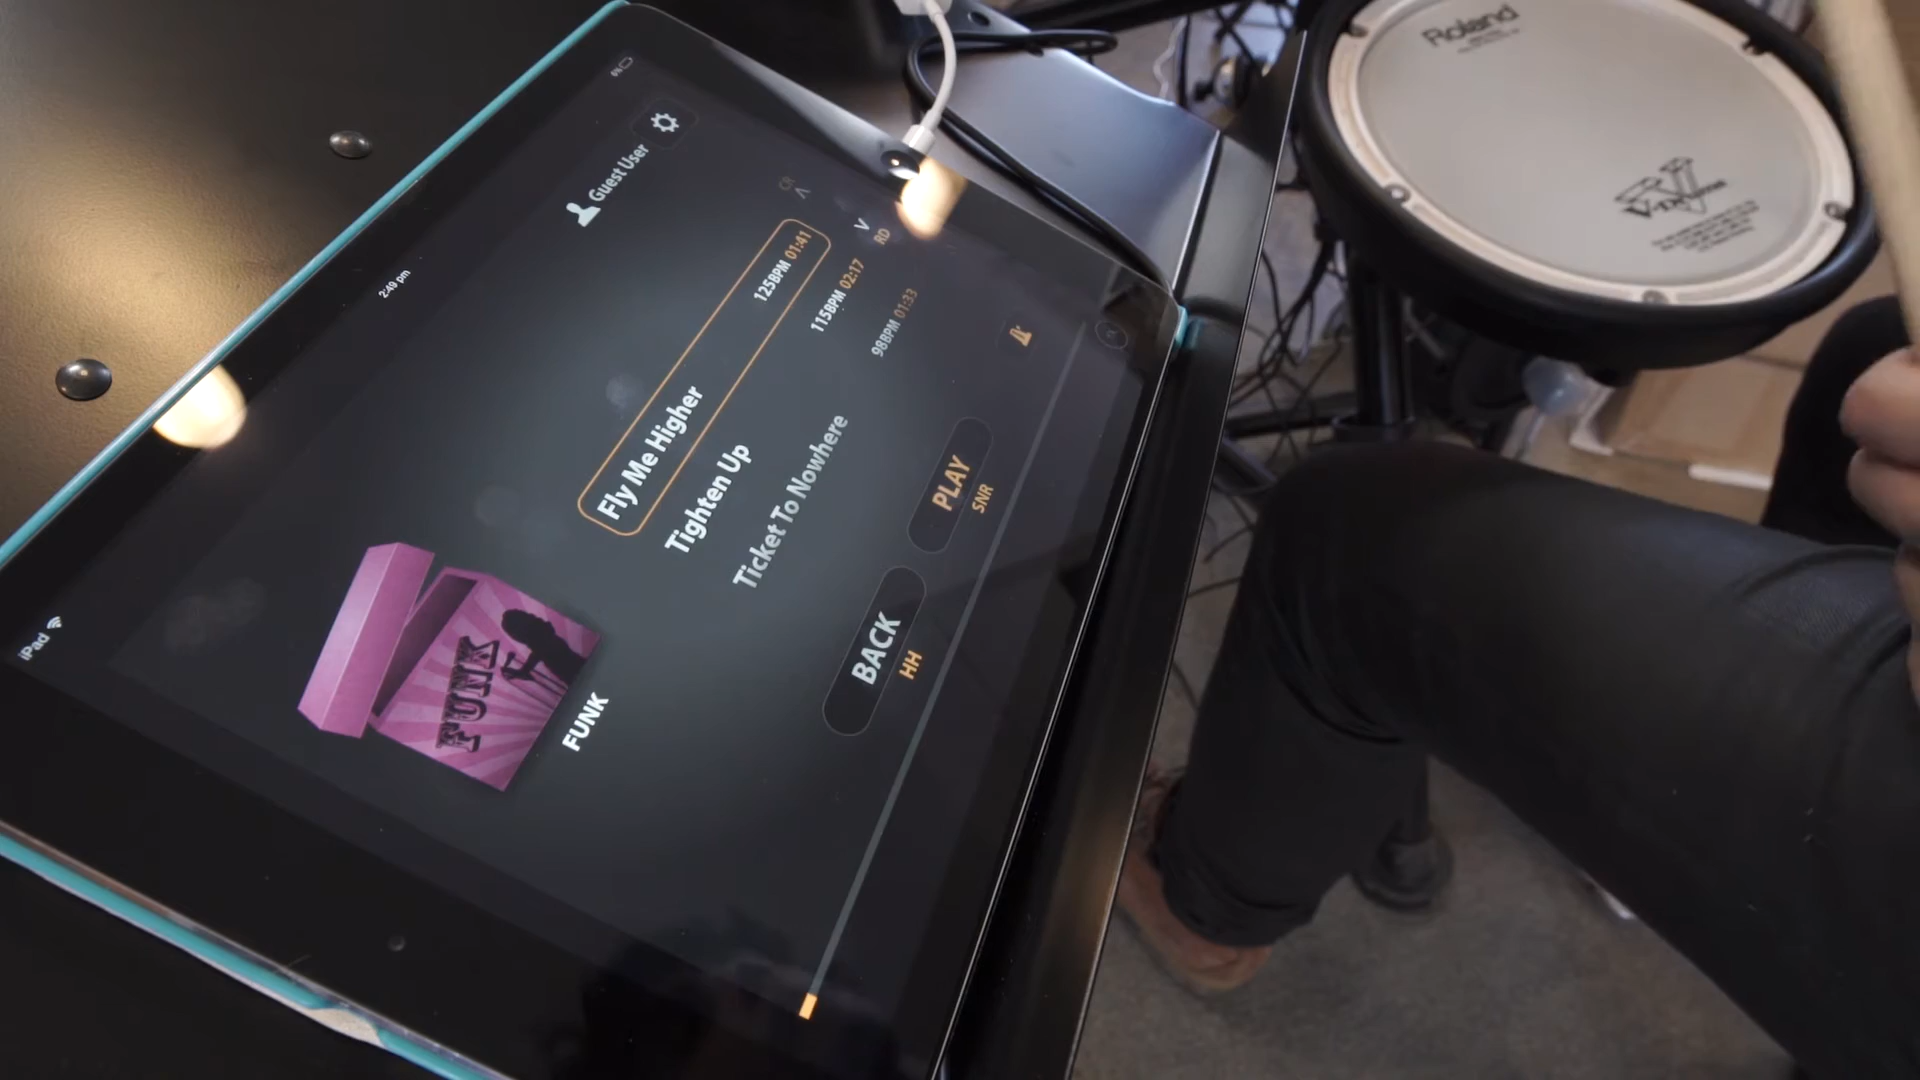 iPad
2:49 pm
Guest User
CR
Fly Me Higher 125BPM 01:41
Tighten Up 115BPM 02:17
Ticket To Nowhere 98BPM 01:33
RD
FUNK
FUNK
BACK
HH
PLAY
SNR
Roland
V-Drums